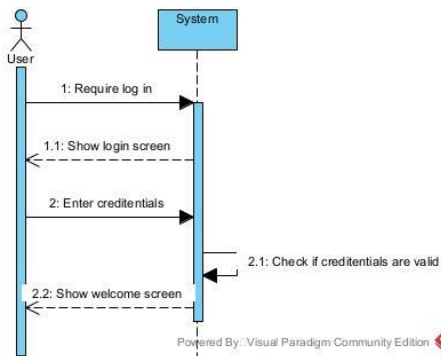 System
User
1: Require log in
1.1: Show login screen
2: Enter creditentials
2.1: Check if creditentials are valid
2.2: Show welcome screen
Powered By Visual Paradigm Community Edition